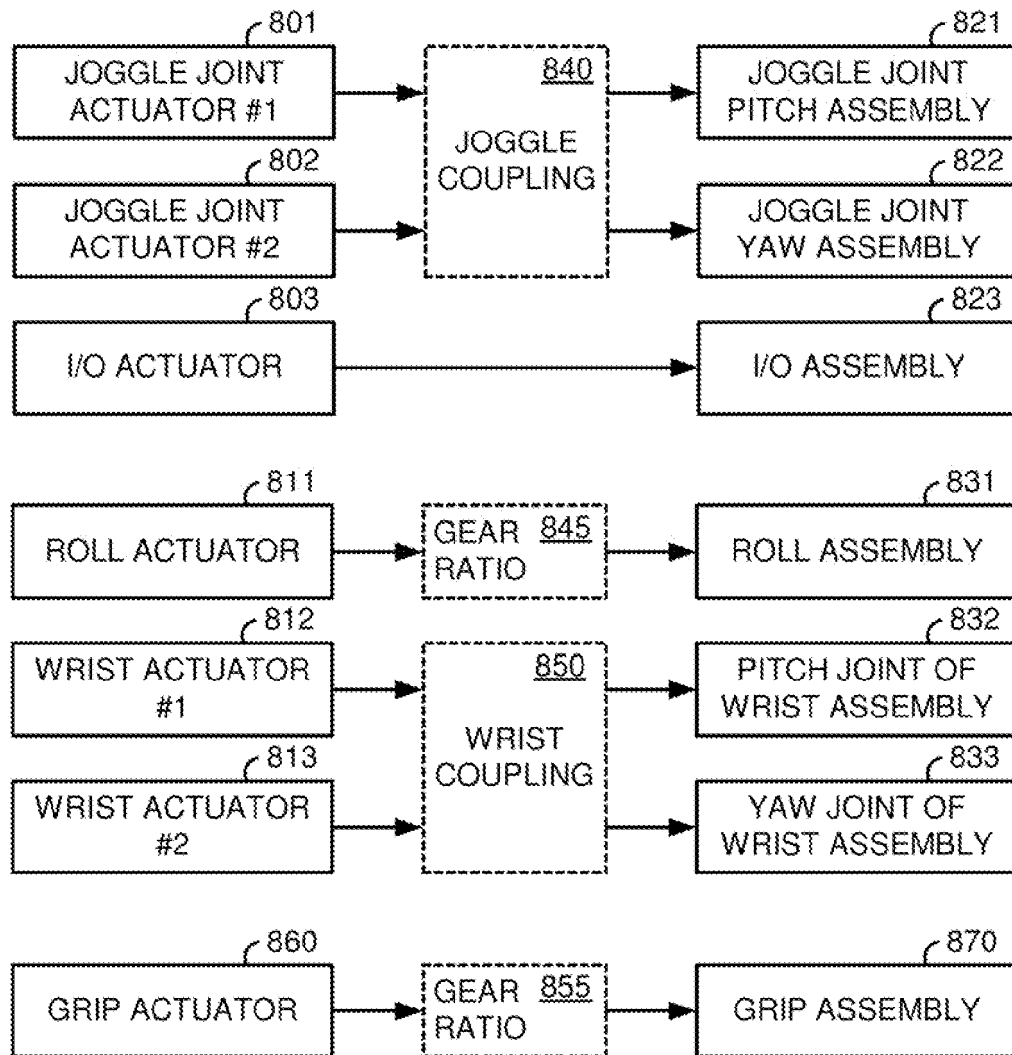 801
JOGGLE JOINT
ACTUATOR #1
840
JOGGLE
COUPLING
821
JOGGLE JOINT
PITCH ASSEMBLY
802
JOGGLE JOINT
ACTUATOR #2
822
JOGGLE JOINT
YAW ASSEMBLY
803
I/O ACTUATOR
823
I/O ASSEMBLY
811
ROLL ACTUATOR
GEAR 845
RATIO
831
ROLL ASSEMBLY
812
WRIST ACTUATOR
#1
850
WRIST
COUPLING
832
PITCH JOINT OF
WRIST ASSEMBLY
813
WRIST ACTUATOR
#2
833
YAW JOINT OF
WRIST ASSEMBLY
860
GRIP ACTUATOR
GEAR 855
RATIO
870
GRIP ASSEMBLY